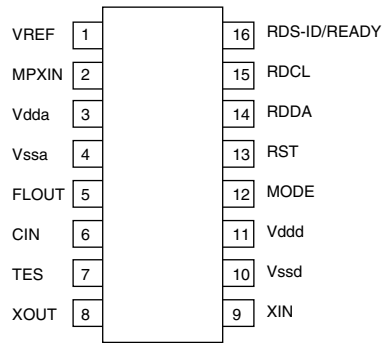 VREF 1 16 RDS-ID/READY
MPXIN 2 15 RDCL
Vdda 3 14 RDDA
Vssa 4 13 RST
FLOUT 5 12 MODE
CIN 6 11 Vddd
TES 7 10 Vssd
XOUT 8 9 XIN